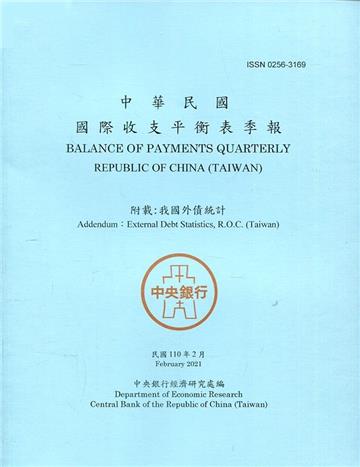 ISSN 0256-3169
中華民國
國際收支平衡表季報
BALANCE OF PAYMENTS QUARTERLY
REPUBLIC OF CHINA (TAIWAN)
附載:我國外債統計
Addendum：External Debt Statistics, R.O.C. (Taiwan)
中央銀行
民國110年2月
February 2021
中央銀行經濟研究處編
Department of Economic Research
Central Bank of the Republic of China (Taiwan)